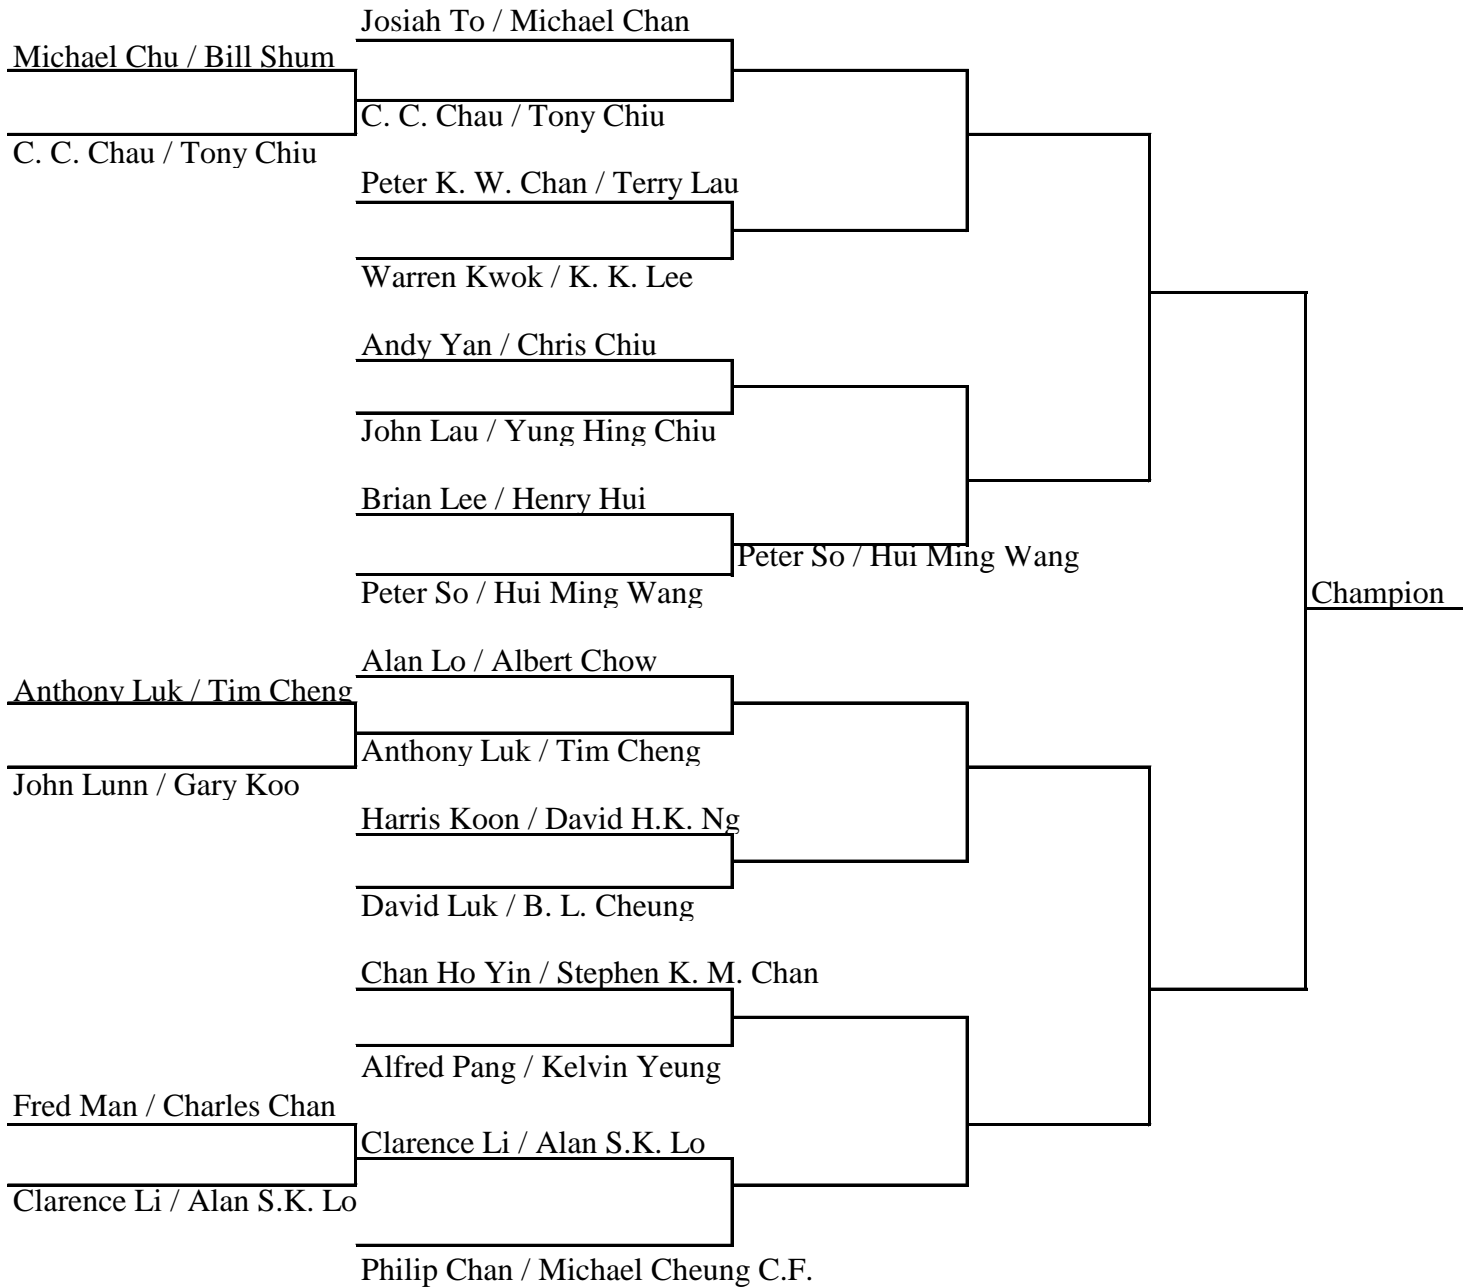 Josiah To / Michael Chan
Michael Chu / Bill Shum
C. C. Chau / Tony Chiu
C. C. Chau / Tony Chiu
Peter K. W. Chan / Terry Lau
Warren Kwok / K. K. Lee
Andy Yan / Chris Chiu
John Lau / Yung Hing Chiu
Brian Lee / Henry Hui
Peter So / Hui Ming Wang
Peter So / Hui Ming Wang
Champion
Alan Lo / Albert Chow
Anthony Luk / Tim Cheng
Anthony Luk / Tim Cheng
John Lunn / Gary Koo
Harris Koon / David H.K. Ng
David Luk / B. L. Cheung
Chan Ho Yin / Stephen K. M. Chan
Alfred Pang / Kelvin Yeung
Fred Man / Charles Chan
Clarence Li / Alan S.K. Lo
Clarence Li / Alan S.K. Lo
Philip Chan / Michael Cheung C.F.